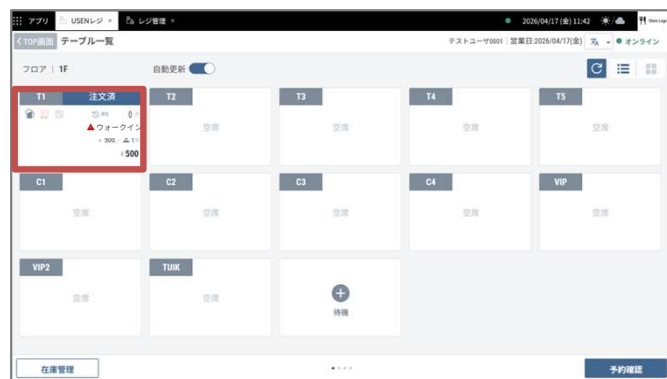 アプリ USENレジ × レジ管理 × 2026/04/17(金)11:42
<TOP画面 テーブル一覧 テストユーザ0001 営業日:2026/04/17(金) オンライン
フロア | 1F 自動更新
T1 注文済 T2 T3 T4 T5
空席 空席 空席 空席
ウォークイン
¥ 500 / 1
¥500
C1 C2 C3 C4 VIP
空席 空席 空席 空席 空席
VIP2 TUIK
空席 空席
待機
在庫管理 予約確認